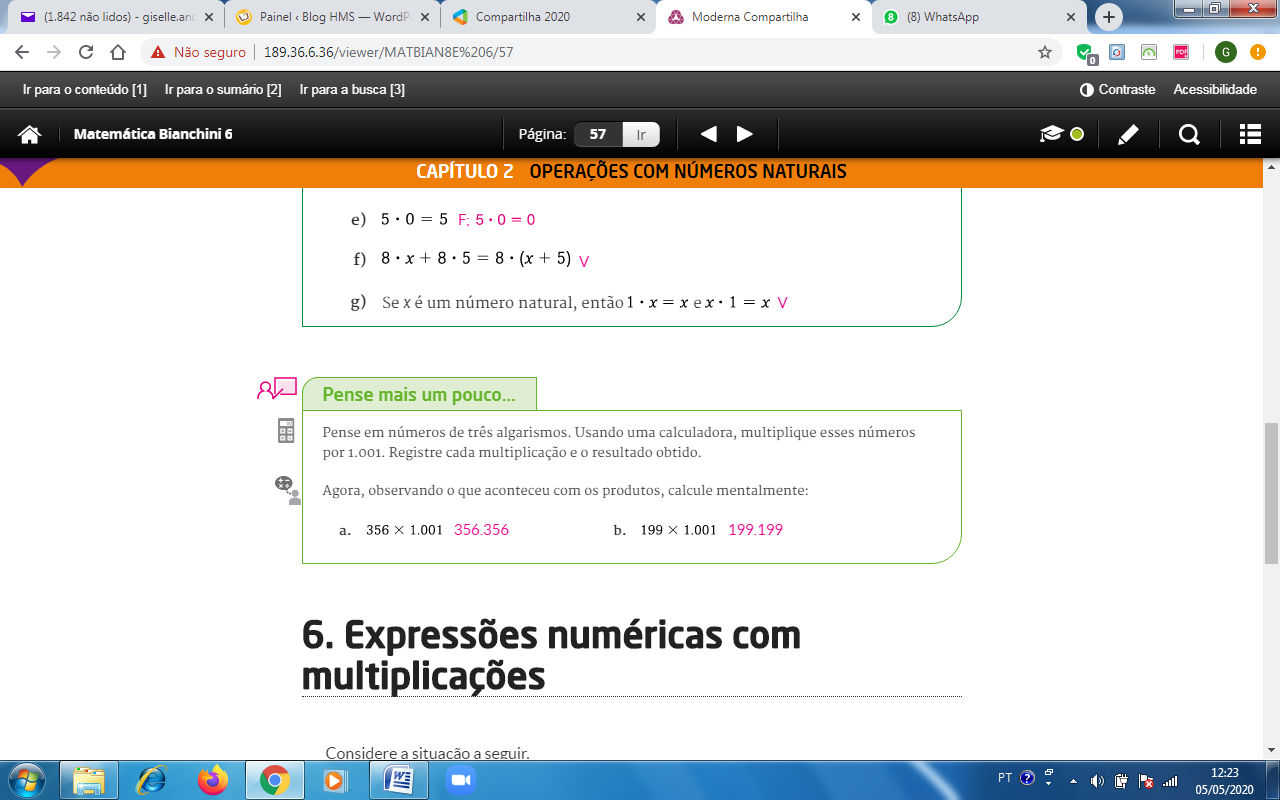 (1.842 não lidos) - giselle.anc
Painel ‹ Blog HMS — WordPr
Compartilha 2020
Moderna Compartilha
(8) WhatsApp
Não seguro | 189.36.6.36/viewer/MATBIAN8E%206/57
0
PDF
G
Ir para o conteúdo [1] Ir para o sumário [2] Ir para a busca [3]
Contraste Acessibilidade
Matemática Bianchini 6
Página: 57 Ir
CAPÍTULO 2 OPERAÇÕES COM NÚMEROS NATURAIS
e) 5 • 0 = 5 F; 5 • 0 = 0
f) 8 • x + 8 • 5 = 8 • (x + 5) V
g) Se x é um número natural, então 1 • x = x e x • 1 = x V
Pense mais um pouco...
Pense em números de três algarismos. Usando uma calculadora, multiplique esses números
por 1.001. Registre cada multiplicação e o resultado obtido.
Agora, observando o que aconteceu com os produtos, calcule mentalmente:
a. 356 × 1.001 356.356 b. 199 × 1.001 199.199
6. Expressões numéricas com
multiplicações
Considere a situação a seguir.
PT
12:23
05/05/2020